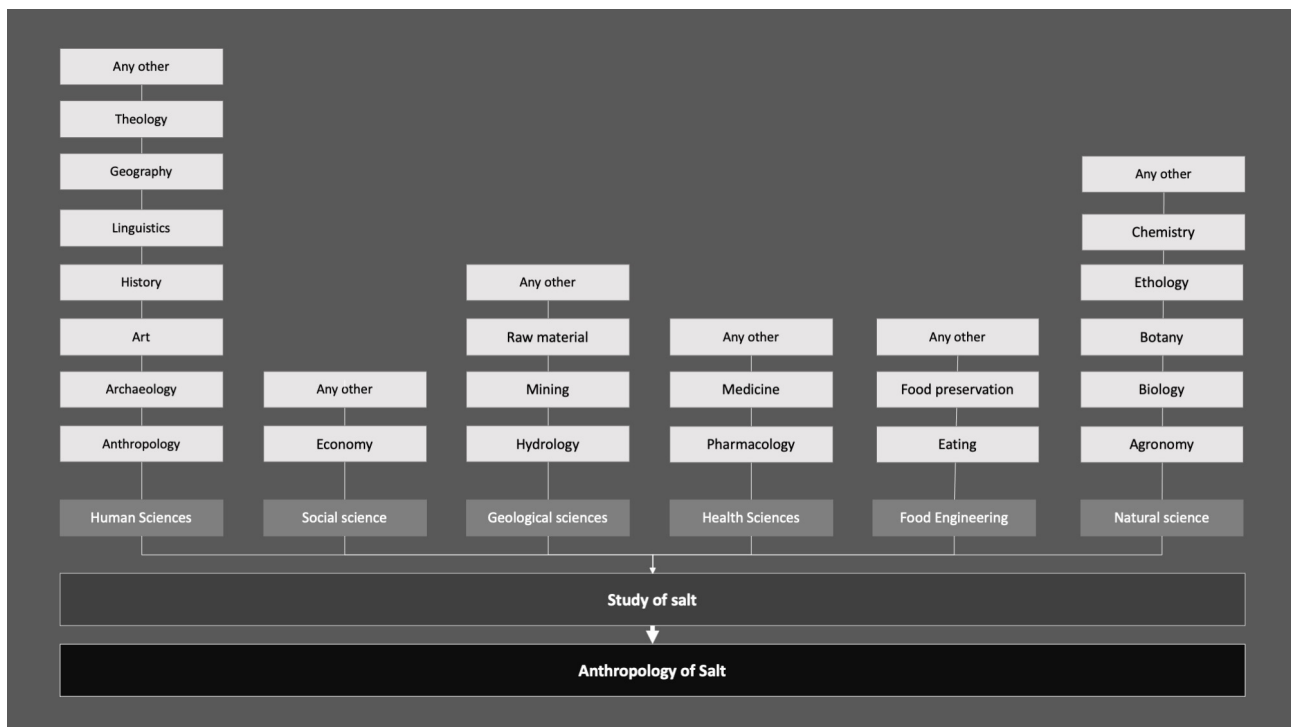 Any other
Theology
Geography
Linguistics
History
Art
Archaeology
Anthropology
Human Sciences
Any other
Economy
Social science
Any other
Raw material
Mining
Hydrology
Geological sciences
Any other
Medicine
Pharmacology
Health Sciences
Any other
Food preservation
Eating
Food Engineering
Any other
Chemistry
Ethology
Botany
Biology
Agronomy
Natural science
Study of salt
Anthropology of Salt